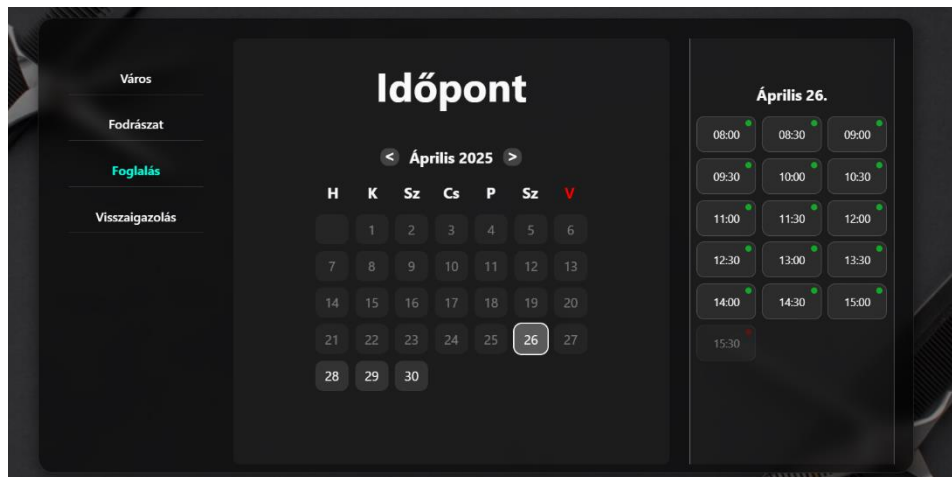 Város
Fodrászat
Foglalás
Visszaigazolás
Időpont
< Április 2025 >
H K Sz Cs P Sz V
1 2 3 4 5 6
7 8 9 10 11 12 13
14 15 16 17 18 19 20
21 22 23 24 25 26 27
28 29 30
Április 26.
08:00 08:30 09:00
09:30 10:00 10:30
11:00 11:30 12:00
12:30 13:00 13:30
14:00 14:30 15:00
15:30